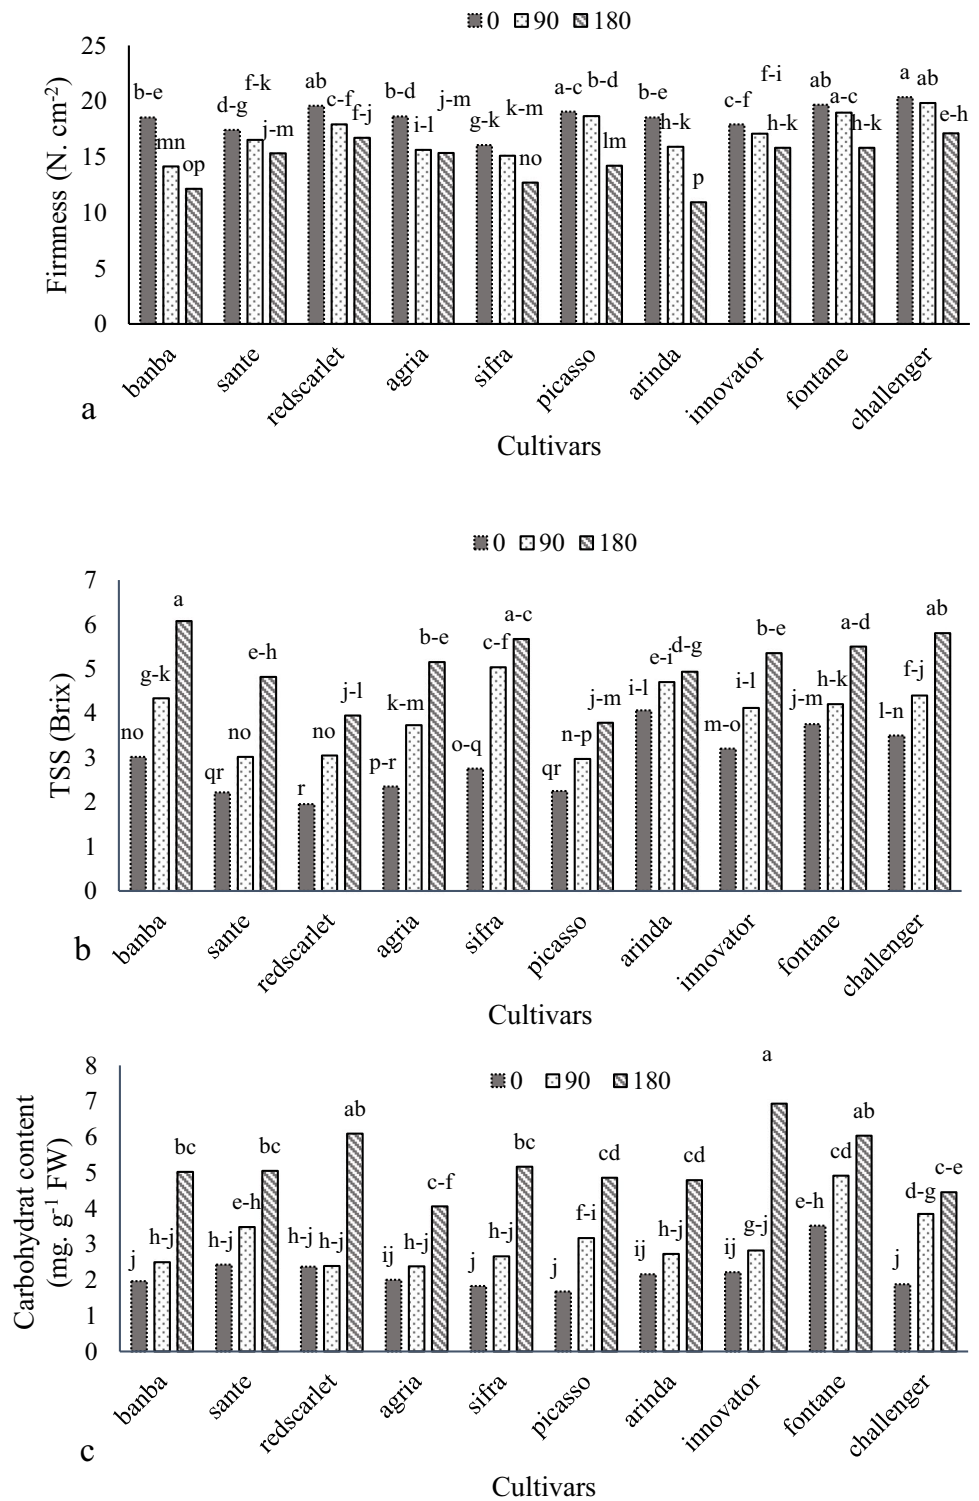 0 90 180
Firmness (N. cm-2)
25
20
15
10
5
0
b-e mn op
d-g f-k j-m
ab c-f f-j
b-d i-l j-m
g-k k-m no
a-c b-d lm
b-e h-k p
c-f f-i h-k
ab a-c h-k
a ab e-h
banba sante redscarlet agria sifra picasso arinda innovator fontane challenger
a
Cultivars
0 90 180
TSS (Brix)
7
6
5
4
3
2
1
0
no g-k a
qr no e-h
r no j-l
p-r k-m b-e
o-q c-f a-c
qr n-p j-m
i-l e-i d-g
m-o i-l b-e
j-m h-k a-d
l-n f-j ab
banba sante redscarlet agria sifra picasso arinda innovator fontane challenger
b
Cultivars
0 90 180
Carbohydrat content
(mg. g-1 FW)
8
7
6
5
4
3
2
1
0
j h-j bc
h-j e-h bc
h-j h-j ab
ij h-j c-f
j h-j bc
j f-i cd
ij h-j cd
ij g-j a
e-h cd ab
j d-g c-e
banba sante redscarlet agria sifra picasso arinda innovator fontane challenger
c
Cultivars